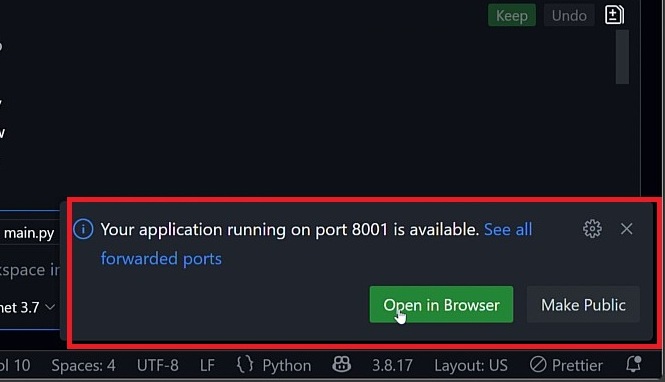 Keep Undo
Your application running on port 8001 is available. See all
forwarded ports
main.py
Open in Browser Make Public
net 3.7
ol 10 Spaces: 4 UTF-8 LF {} Python 3.8.17 Layout: US Prettier